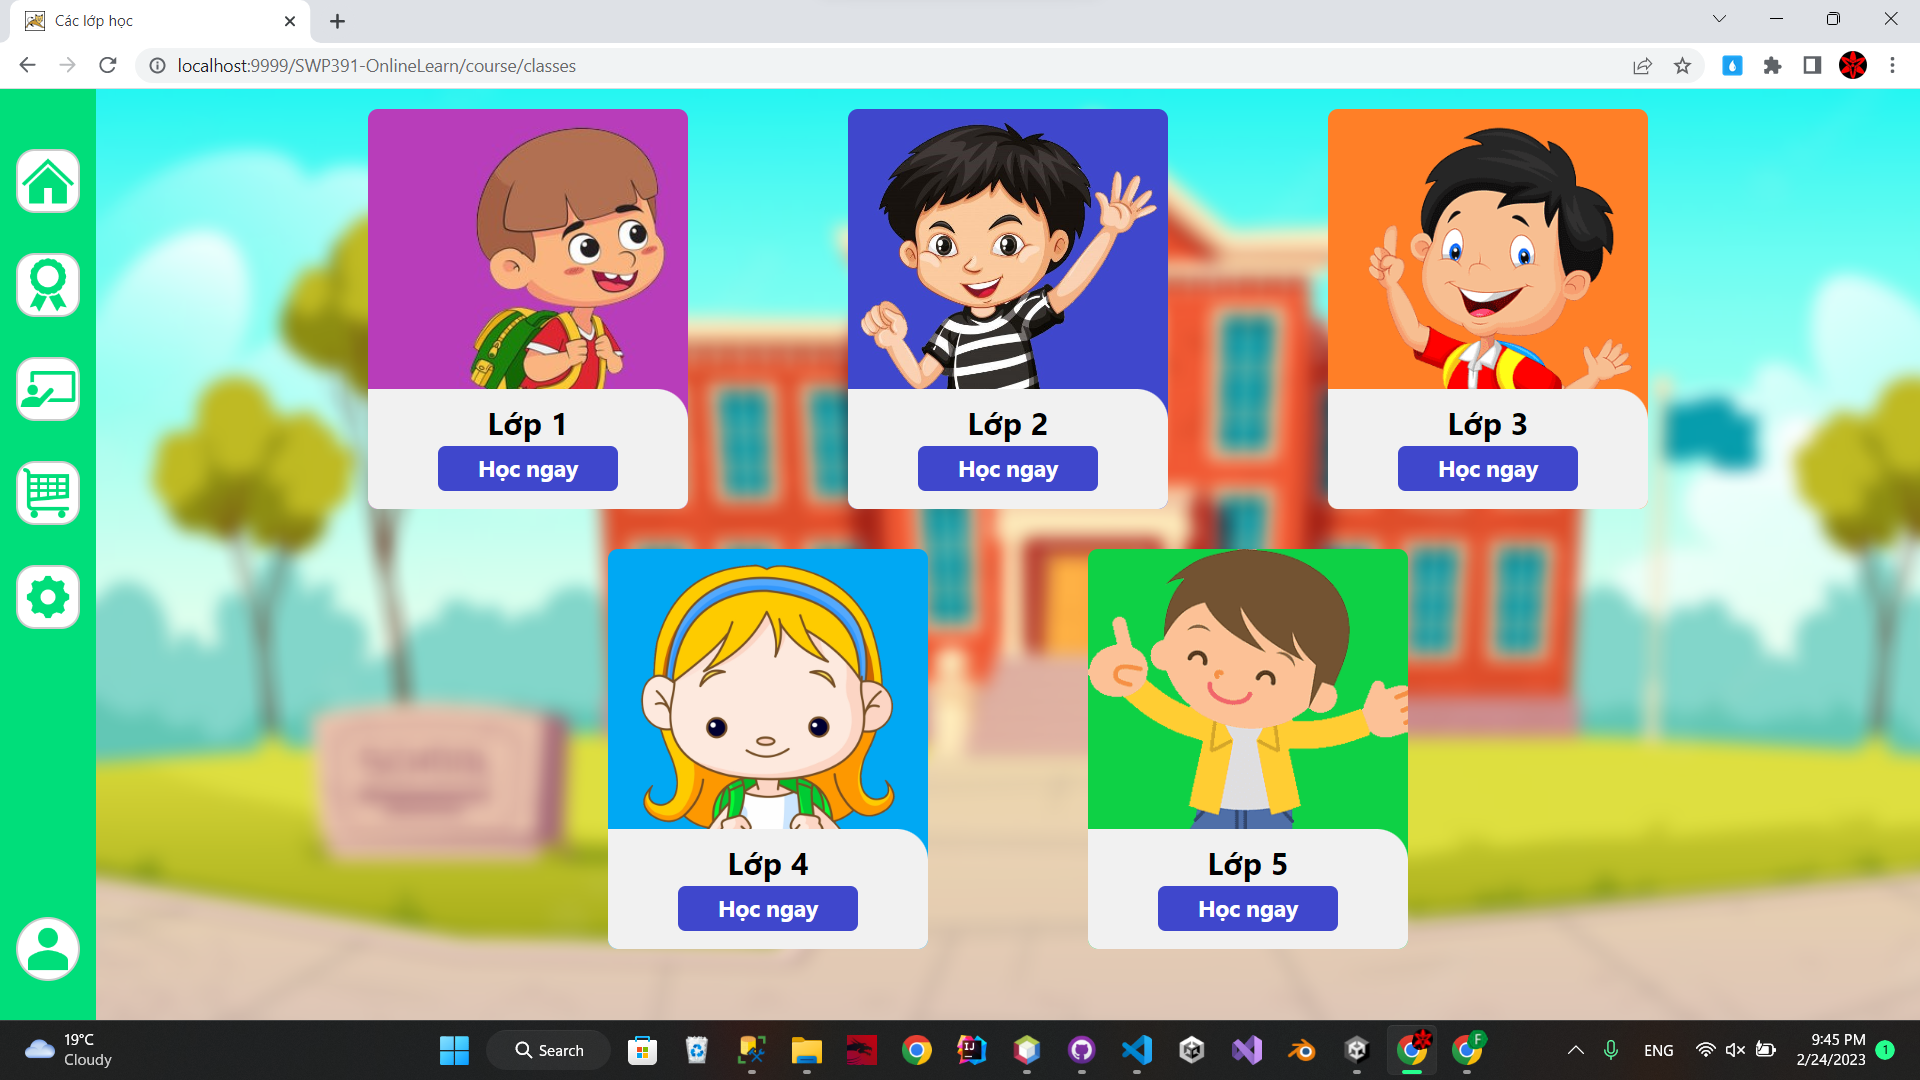 Các lớp học
localhost:9999/SWP391-OnlineLearn/course/classes
Lớp 1
Học ngay
Lớp 2
Học ngay
Lớp 3
Học ngay
Lớp 4
Học ngay
Lớp 5
Học ngay
19°C
Cloudy
Search
IJ
F
ENG
9:45 PM
2/24/2023
1